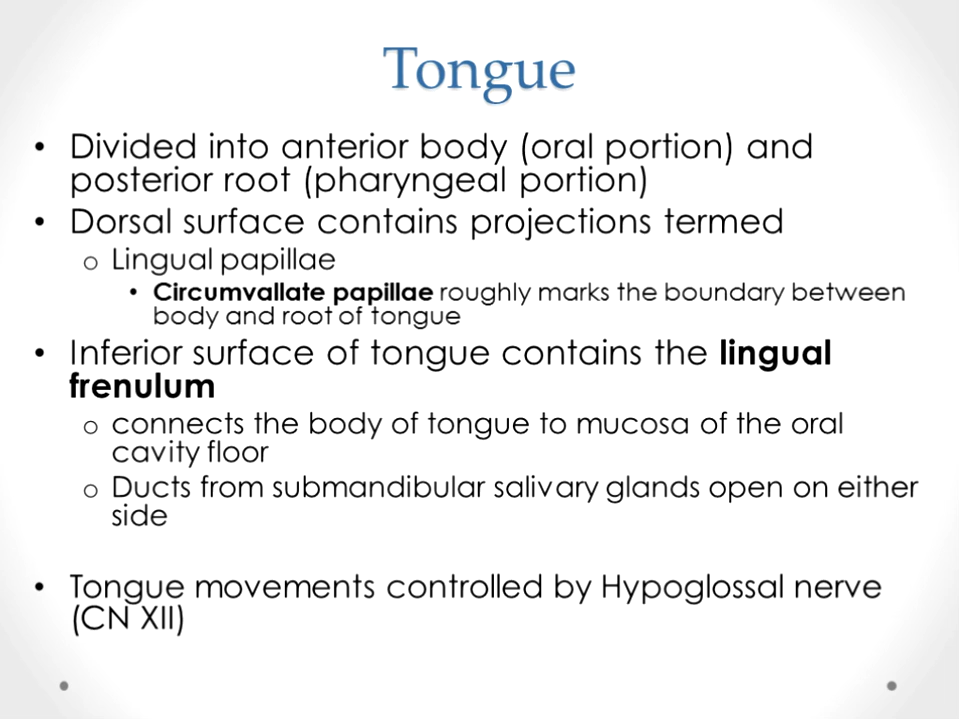 Tongue
• Divided into anterior body (oral portion) and
posterior root (pharyngeal portion)
• Dorsal surface contains projections termed
o Lingual papillae
• Circumvallate papillae roughly marks the boundary between
body and root of tongue
• Inferior surface of tongue contains the lingual
frenulum
o connects the body of tongue to mucosa of the oral
cavity floor
o Ducts from submandibular salivary glands open on either
side
• Tongue movements controlled by Hypoglossal nerve
(CN XII)